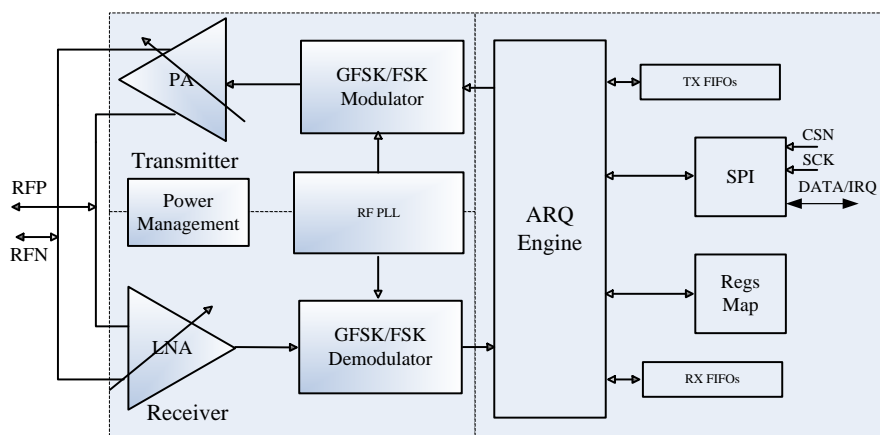 PA
GFSK/FSK
Modulator
TX FIFOs
Transmitter
CSN
SCK
DATA/IRQ
SPI
RFP
RFN
Power
Management
RF PLL
ARQ
Engine
Regs
Map
LNA
GFSK/FSK
Demodulator
RX FIFOs
Receiver